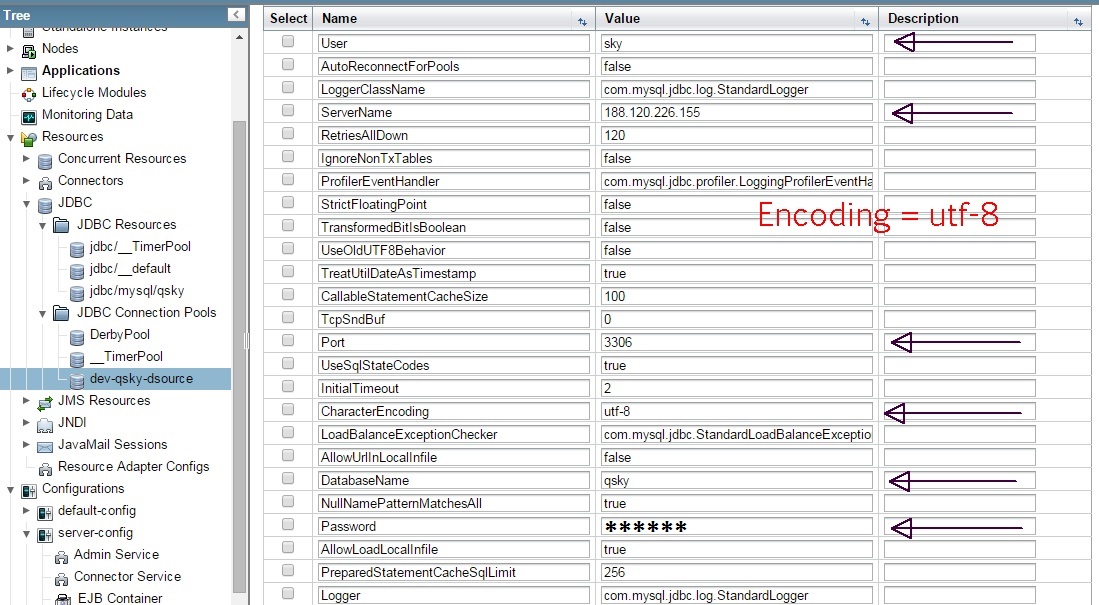 Tree
Standalone Instances
Nodes
Applications
Lifecycle Modules
Monitoring Data
Resources
Concurrent Resources
Connectors
JDBC
JDBC Resources
jdbc/__TimerPool
jdbc/__default
jdbc/mysql/qsky
JDBC Connection Pools
DerbyPool
__TimerPool
dev-qsky-dsource
JMS Resources
JNDI
JavaMail Sessions
Resource Adapter Configs
Configurations
default-config
server-config
Admin Service
Connector Service
EJB Container
Select Name Value Description
User sky
AutoReconnectForPools false
LoggerClassName com.mysql.jdbc.log.StandardLogger
ServerName 188.120.226.155
RetriesAllDown 120
IgnoreNonTxTables false
ProfilerEventHandler com.mysql.jdbc.profiler.LoggingProfilerEventHa
StrictFloatingPoint false
Encoding = utf-8
TransformedBitIsBoolean false
UseOldUTF8Behavior false
TreatUtilDateAsTimestamp true
CallableStatementCacheSize 100
TcpSndBuf 0
Port 3306
UseSqlStateCodes true
InitialTimeout 2
CharacterEncoding utf-8
LoadBalanceExceptionChecker com.mysql.jdbc.StandardLoadBalanceExceptio
AllowUrlInLocalInfile false
DatabaseName qsky
NullNamePatternMatchesAll true
Password ******
AllowLoadLocalInfile true
PreparedStatementCacheSqlLimit 256
Logger com.mysql.jdbc.log.StandardLogger